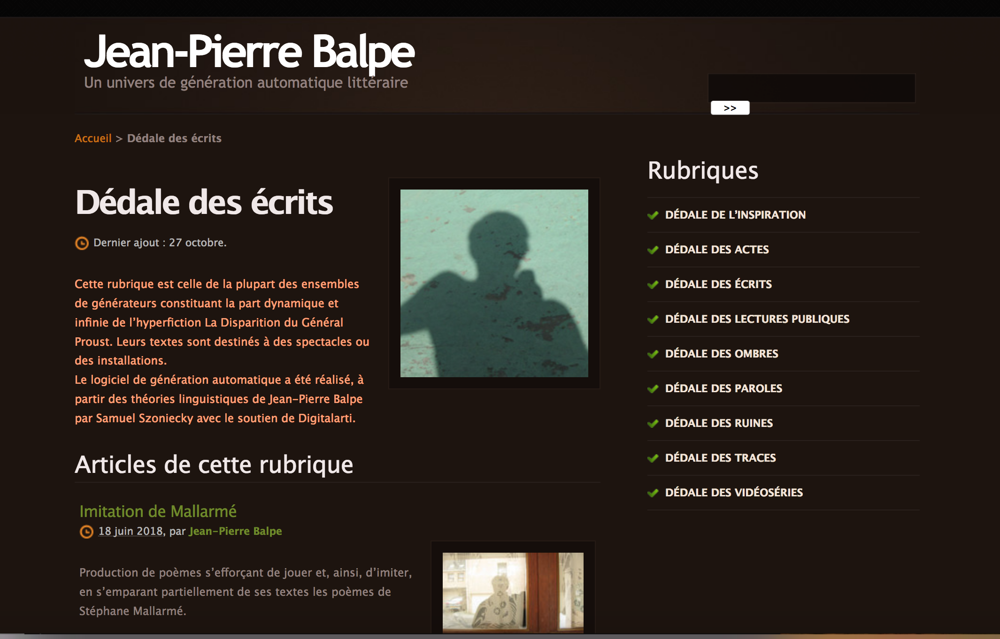 Jean-Pierre Balpe
Un univers de génération automatique littéraire
>>
Accueil > Dédale des écrits
Dédale des écrits
Dernier ajout : 27 octobre.
Cette rubrique est celle de la plupart des ensembles
de générateurs constituant la part dynamique et
infinie de l’hyperfiction La Disparition du Général
Proust. Leurs textes sont destinés à des spectacles ou
des installations.
Le logiciel de génération automatique a été réalisé, à
partir des théories linguistiques de Jean-Pierre Balpe
par Samuel Szoniecky avec le soutien de Digitalarti.
Articles de cette rubrique
Imitation de Mallarmé
18 juin 2018, par Jean-Pierre Balpe
Production de poèmes s’efforçant de jouer et, ainsi, d’imiter,
en s’emparant partiellement de ses textes les poèmes de
Stéphane Mallarmé.
Rubriques
DÉDALE DE L’INSPIRATION
DÉDALE DES ACTES
DÉDALE DES ÉCRITS
DÉDALE DES LECTURES PUBLIQUES
DÉDALE DES OMBRES
DÉDALE DES PAROLES
DÉDALE DES RUINES
DÉDALE DES TRACES
DÉDALE DES VIDÉOSÉRIES